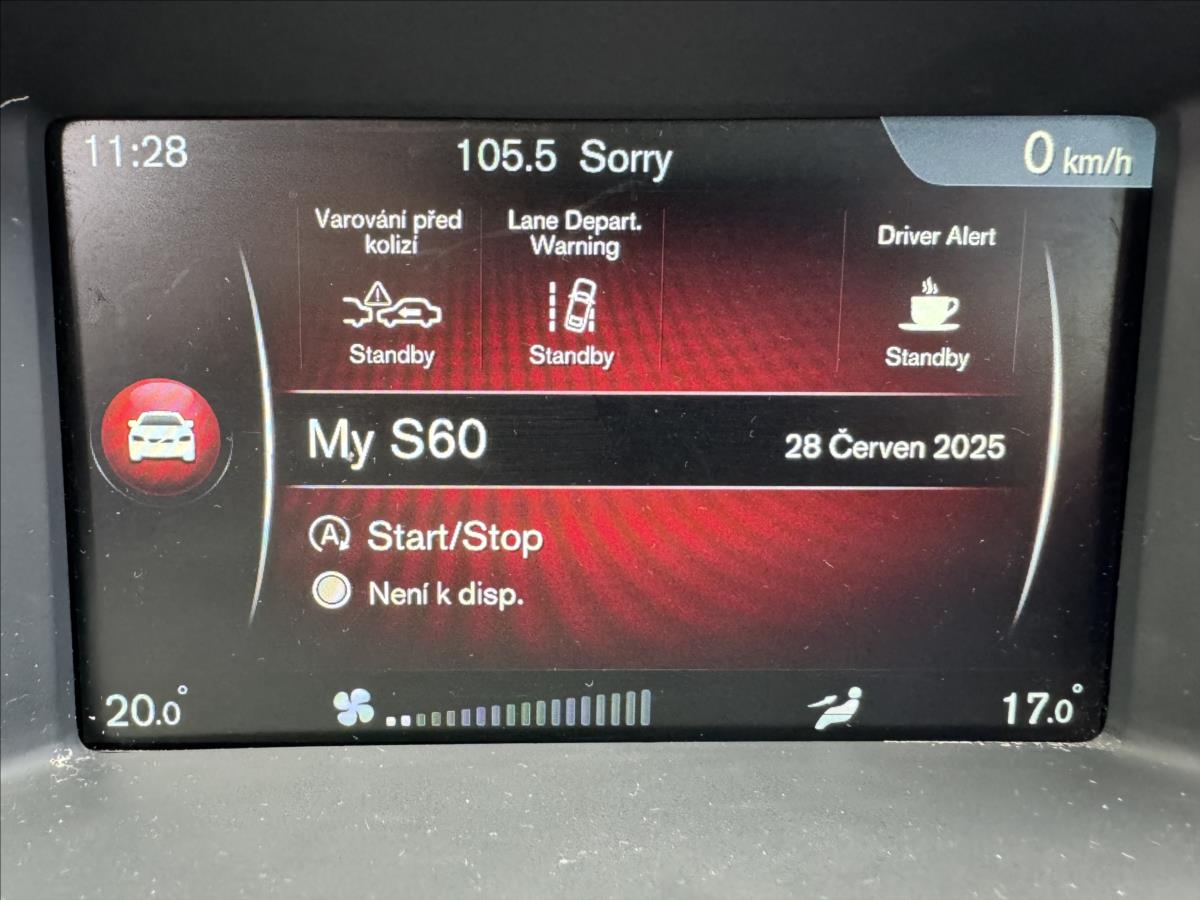 11:28
105.5 Sorry
0 km/h
Varování před
kolizí
Standby
Lane Depart.
Warning
Standby
Driver Alert
Standby
My S60
28 Červen 2025
A Start/Stop
Není k disp.
20.0°
17.0°